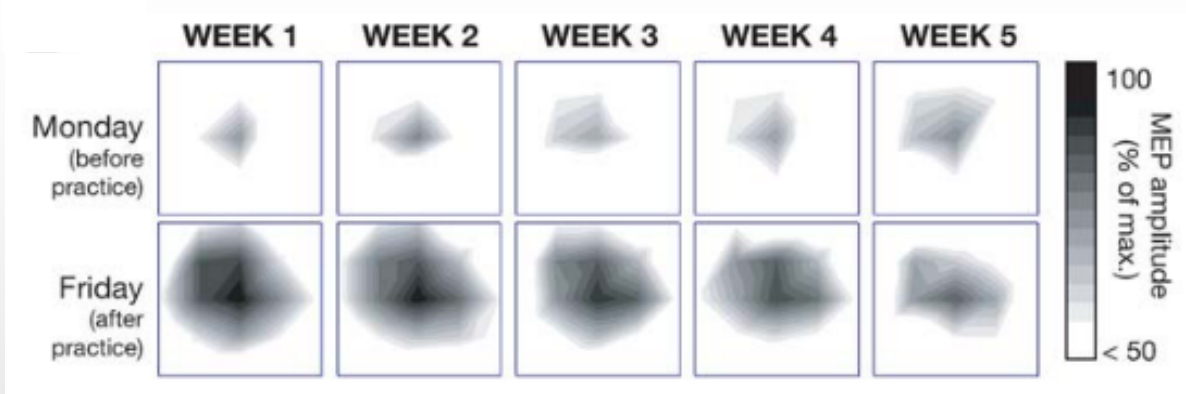 WEEK 1 WEEK 2 WEEK 3 WEEK 4 WEEK 5
Monday
(before
practice)
Friday
(after
practice)
100
MEP amplitude
(% of max.)
< 50